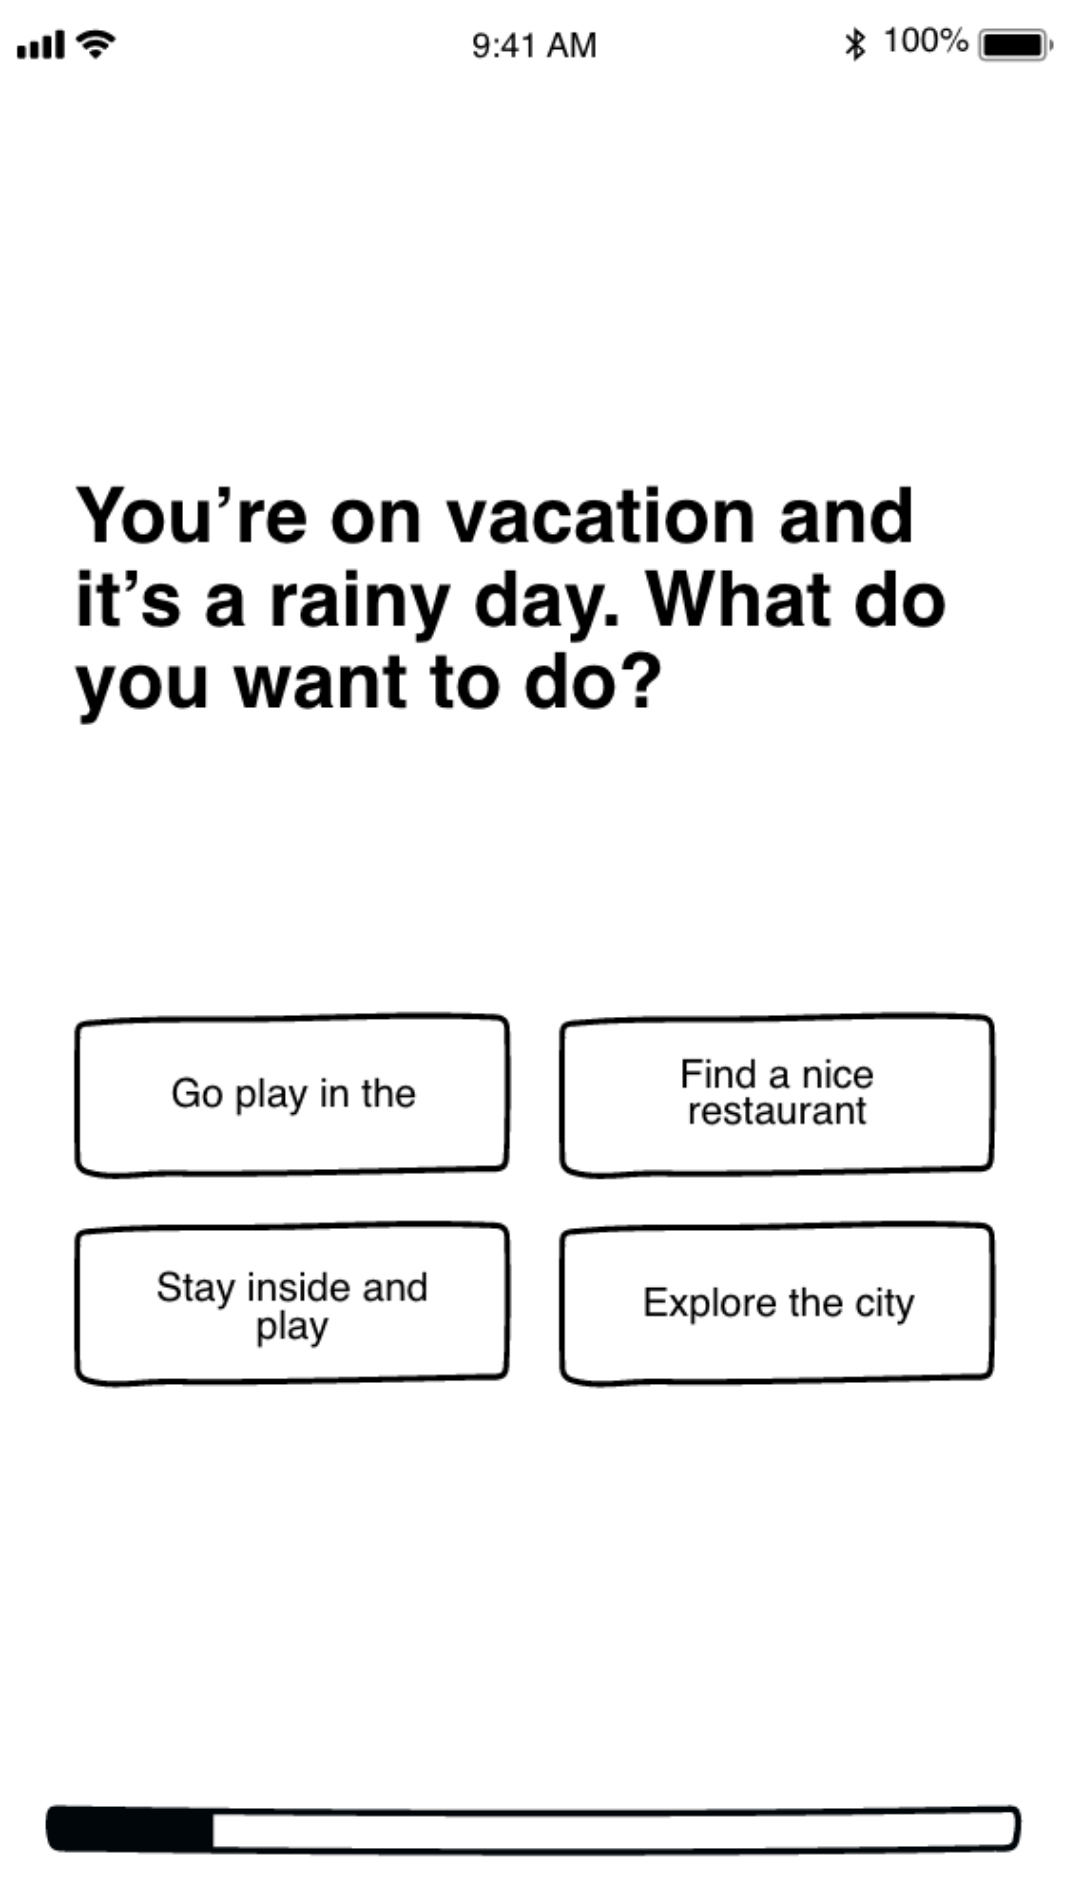 9:41 AM
100%
You’re on vacation and
it’s a rainy day. What do
you want to do?
Go play in the
Find a nice
restaurant
Stay inside and
play
Explore the city